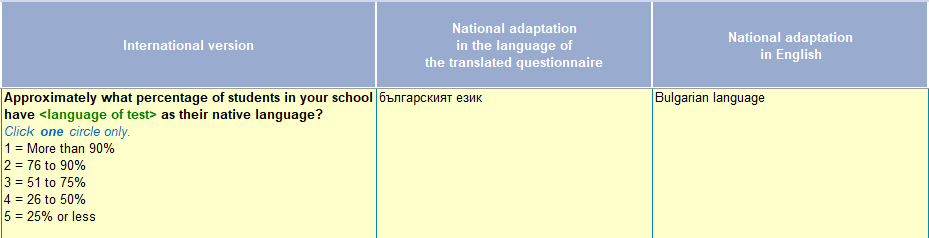 International version
National adaptation
in the language of
the translated questionnaire
National adaptation
in English
Approximately what percentage of students in your school
have <language of test> as their native language?
Click one circle only.
1 = More than 90%
2 = 76 to 90%
3 = 51 to 75%
4 = 26 to 50%
5 = 25% or less
българският език
Bulgarian language